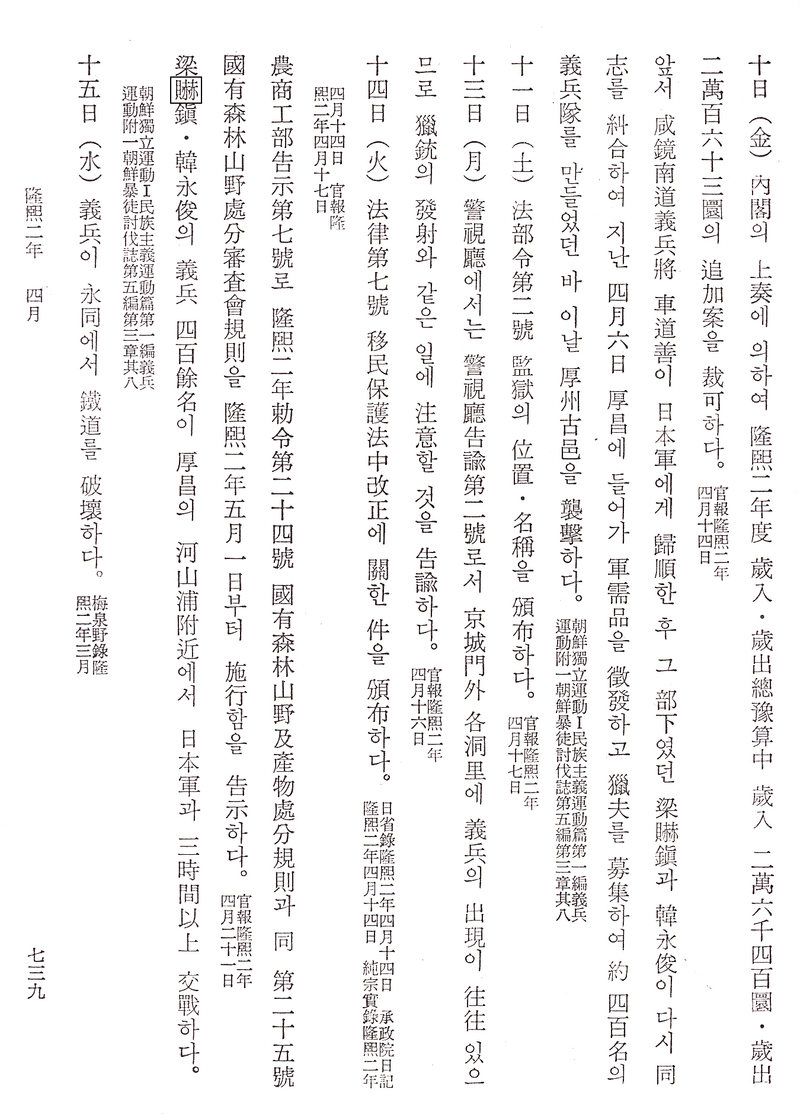 十日（金）內閣의 上奏에 의하여 隆熙二年度 歲入・歲出總豫算中 歲入 二萬六千四百圜・歲出
二萬百六十三圜의 追加案을 裁可하다。官報隆熙二年
四月十四日
앞서 咸鏡南道義兵將 車道善이 日本軍에게 歸順한 후 그 部下였던 梁贓鎭과 韓永俊이 다시 同
志를 糾合하여 지난 四月六日 厚昌에 들어가 軍需品을 徵發하고 獵夫를 募集하여 約 四百名의
義兵隊를 만들었던 바 이날 厚州古邑을 襲擊하다。朝鮮獨立運動Ⅰ民族主義運動篇第一編義兵
運動附一朝鮮暴徒討伐誌第五編第三章其八
十一日（土）法部令第二號 監獄의 位置・名稱을 頒布하다。官報隆熙二年
四月十七日
十三日（月）警視廳에서는 警視廳告諭第二號로서 京城門外 各洞里에 義兵의 出現이 往往 있으
므로 獵銃의 發射와 같은 일에 注意할 것을 告諭하다。官報隆熙二年
四月十六日
十四日（火）法律第七號 移民保護法中改正에 關한 件을 頒布하다。日省錄隆熙二年四月十四日 承政院日記
隆熙二年四月十四日 純宗實錄隆熙二年
四月十四日 官報隆
熙二年四月十七日
農商工部告示第七號로 隆熙二年勅令第二十四號 國有森林山野及產物處分規則과 同 第二十五號
國有森林山野處分審査會規則을 隆熙二年五月一日부터 施行함을 告示하다。官報隆熙二年
四月二十一日
梁鎭・韓永俊의 義兵 四百餘名이 厚昌의 河山浦附近에서 日本軍과 三時間以上 交戰하다。
朝鮮獨立運動Ⅰ民族主義運動篇第一編義兵
運動附一朝鮮暴徒討伐誌第五編第三章其八
十五日（水）義兵이 永同에서 鐵道를 破壞하다。梅泉野錄隆
熙二年三月
隆熙二年 四月
七三九